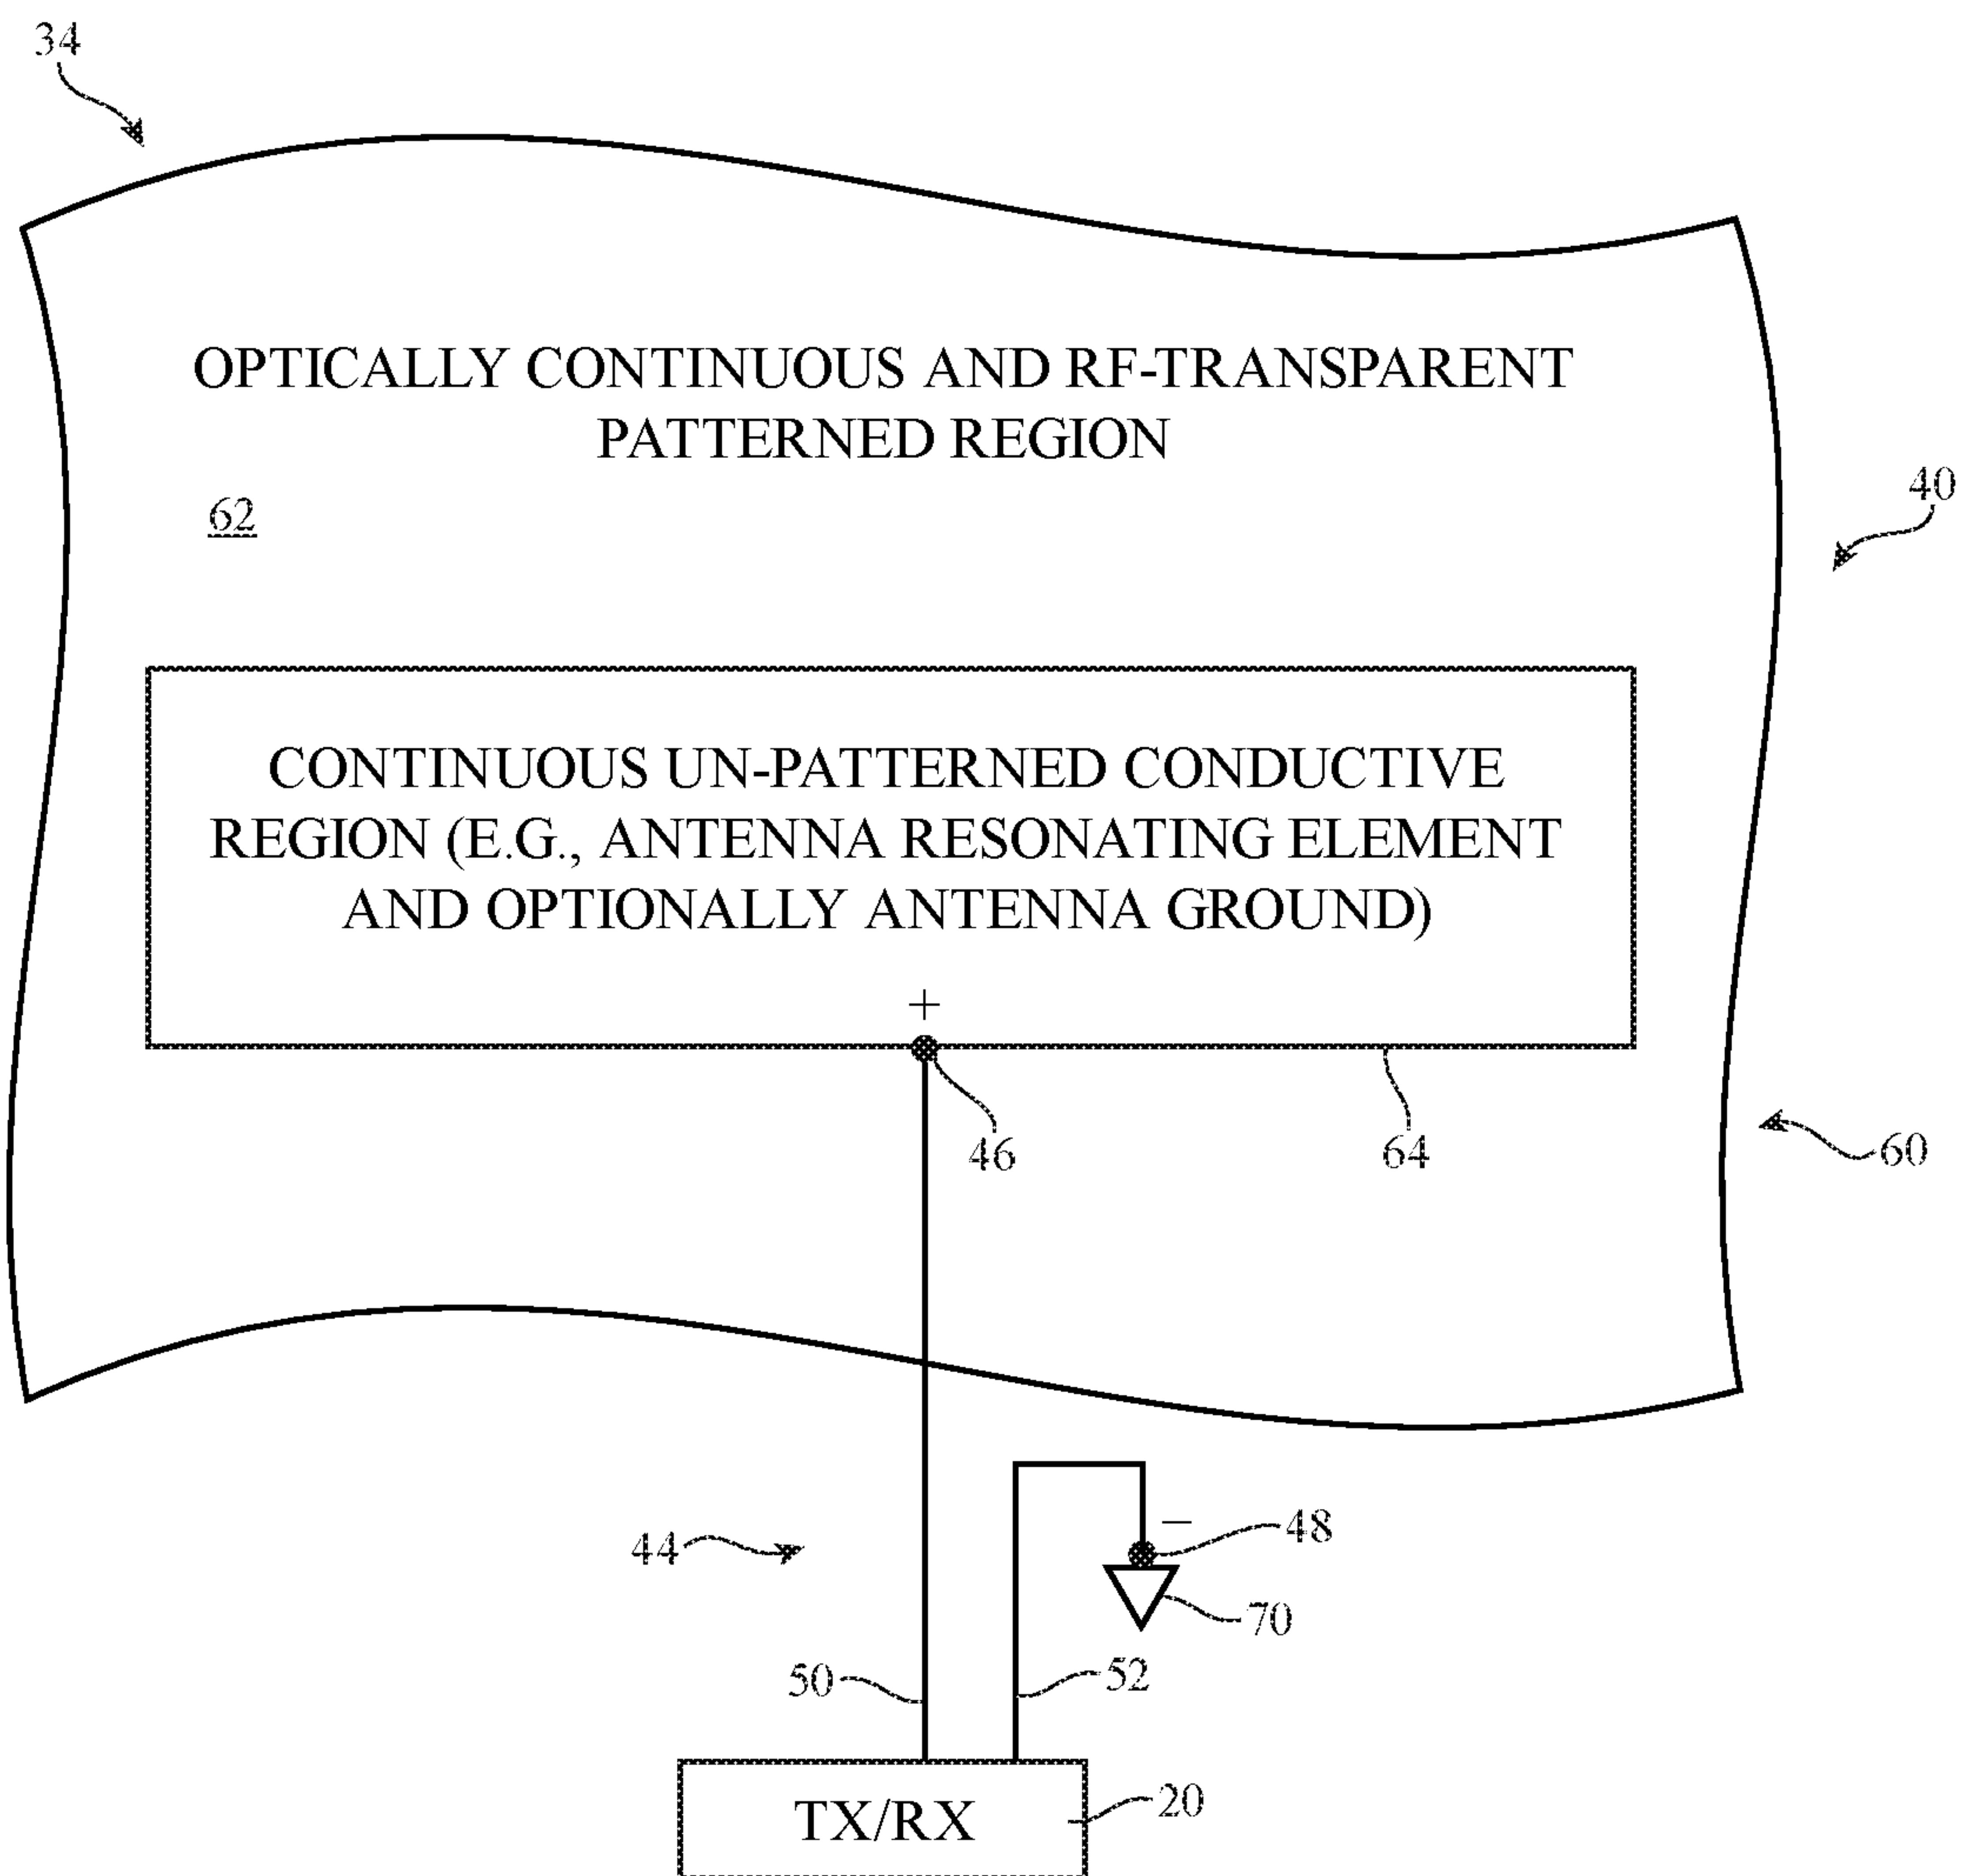 34
OPTICALLY CONTINUOUS AND RF-TRANSPARENT
PATTERNED REGION
62
40
CONTINUOUS UN-PATTERNED CONDUCTIVE
REGION (E.G., ANTENNA RESONATING ELEMENT
AND OPTIONALLY ANTENNA GROUND)
+
46
64
60
44
−
48
70
50
52
TX/RX
20